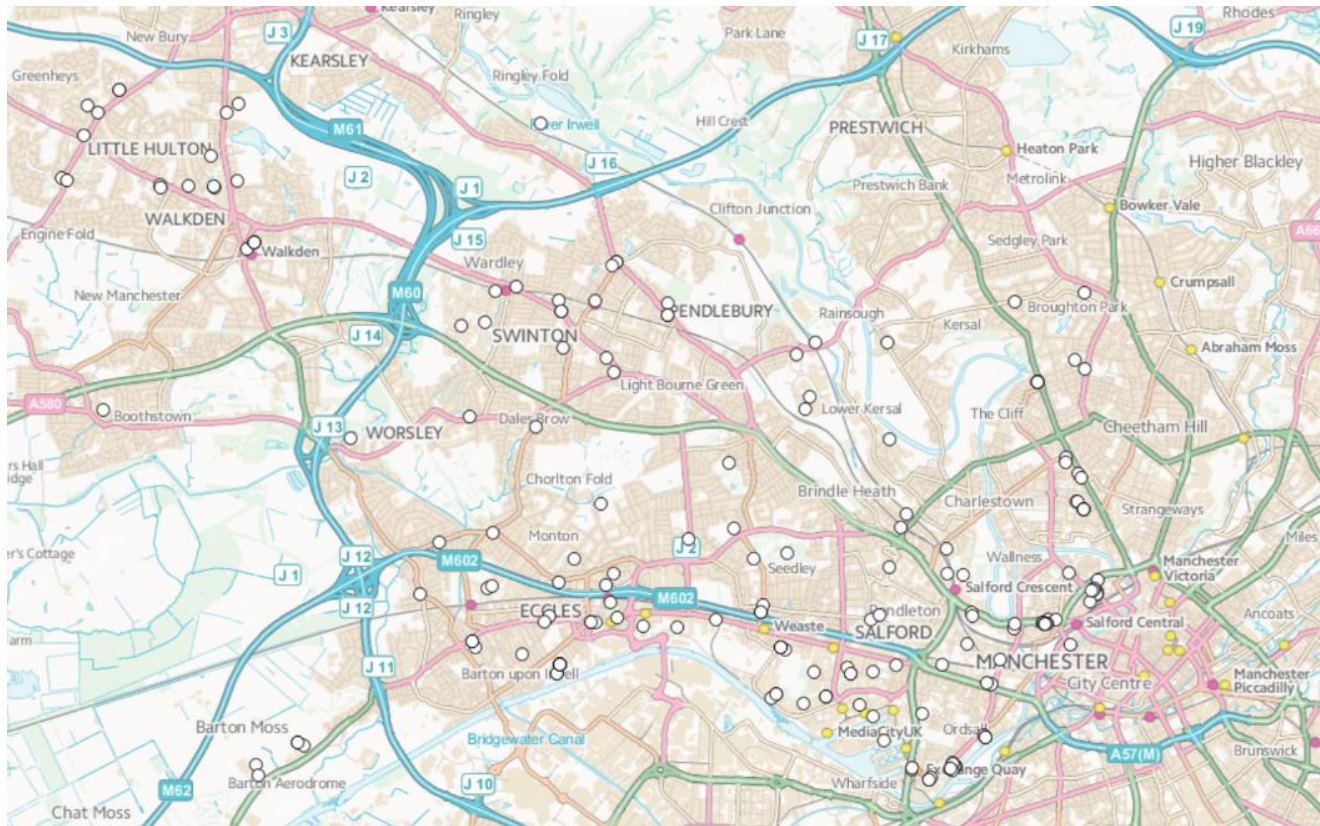 Kearsley
Ringley
Park Lane
Rhodes
New Bury
J 3
J 17
J 19
Kirkhams
KEARSLEY
Greenheys
Ringley Fold
River Irwell
Hill Crest
PRESTWICH
M61
LITTLE HULTON
Heaton Park
Higher Blackley
J 2
J 16
Metrolink
J 1
Prestwich Bank
WALKDEN
Clifton Junction
Bowker Vale
Engine Fold
J 15
Walkden
Wardley
Sedgley Park
A66
New Manchester
M60
Crumpsall
PENDLEBURY
Rainsough
Broughton Park
J 14
SWINTON
Kersal
Abraham Moss
Light Bourne Green
A580
Boothstown
Dales Brow
Lower Kersal
The Cliff
J 13
WORSLEY
Cheetham Hill
ers Hall
idge
Chorlton Fold
Brindle Heath
Charlestown
Strangeways
Monton
Miles
er's Cottage
J 12
J 2
Seedley
Wallness
J 1
M602
Manchester
Victoria
J 12
M602
Salford Crescent
ECCLES
Pendleton
Ancoats
Weaste
SALFORD
Salford Central
Farm
J 11
Barton upon Irwell
MANCHESTER
City Centre
Manchester
Piccadilly
Barton Moss
MediaCityUK
Ordsall
Bridgewater Canal
A57(M)
Brunswick
Barton Aerodrome
J 10
Wharfside
Exchange Quay
M62
Chat Moss